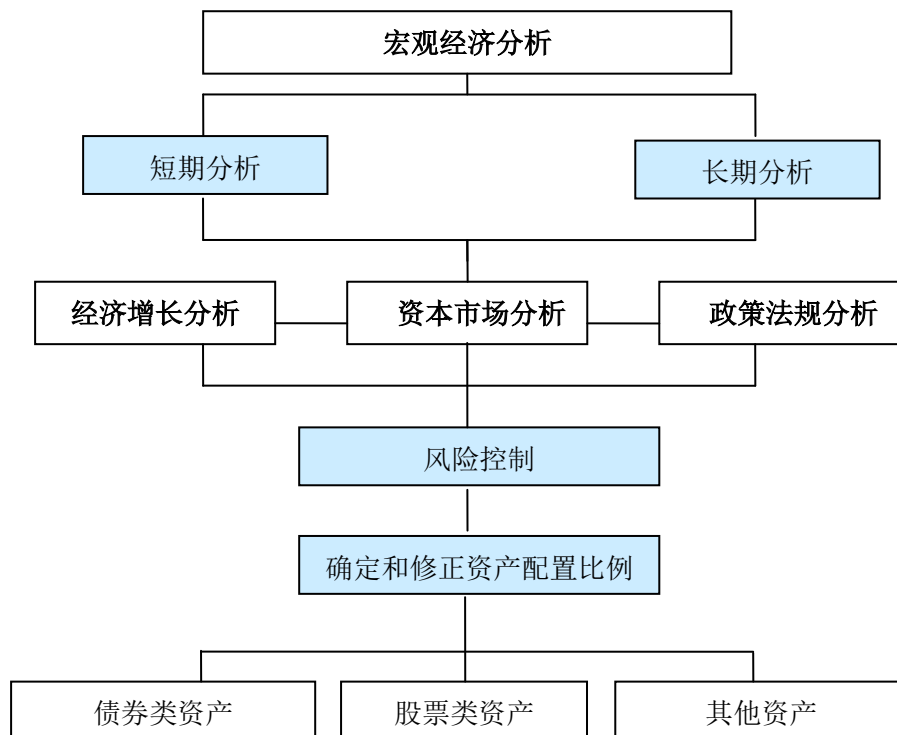 宏观经济分析
短期分析
长期分析
经济增长分析
资本市场分析
政策法规分析
风险控制
确定和修正资产配置比例
债券类资产
股票类资产
其他资产